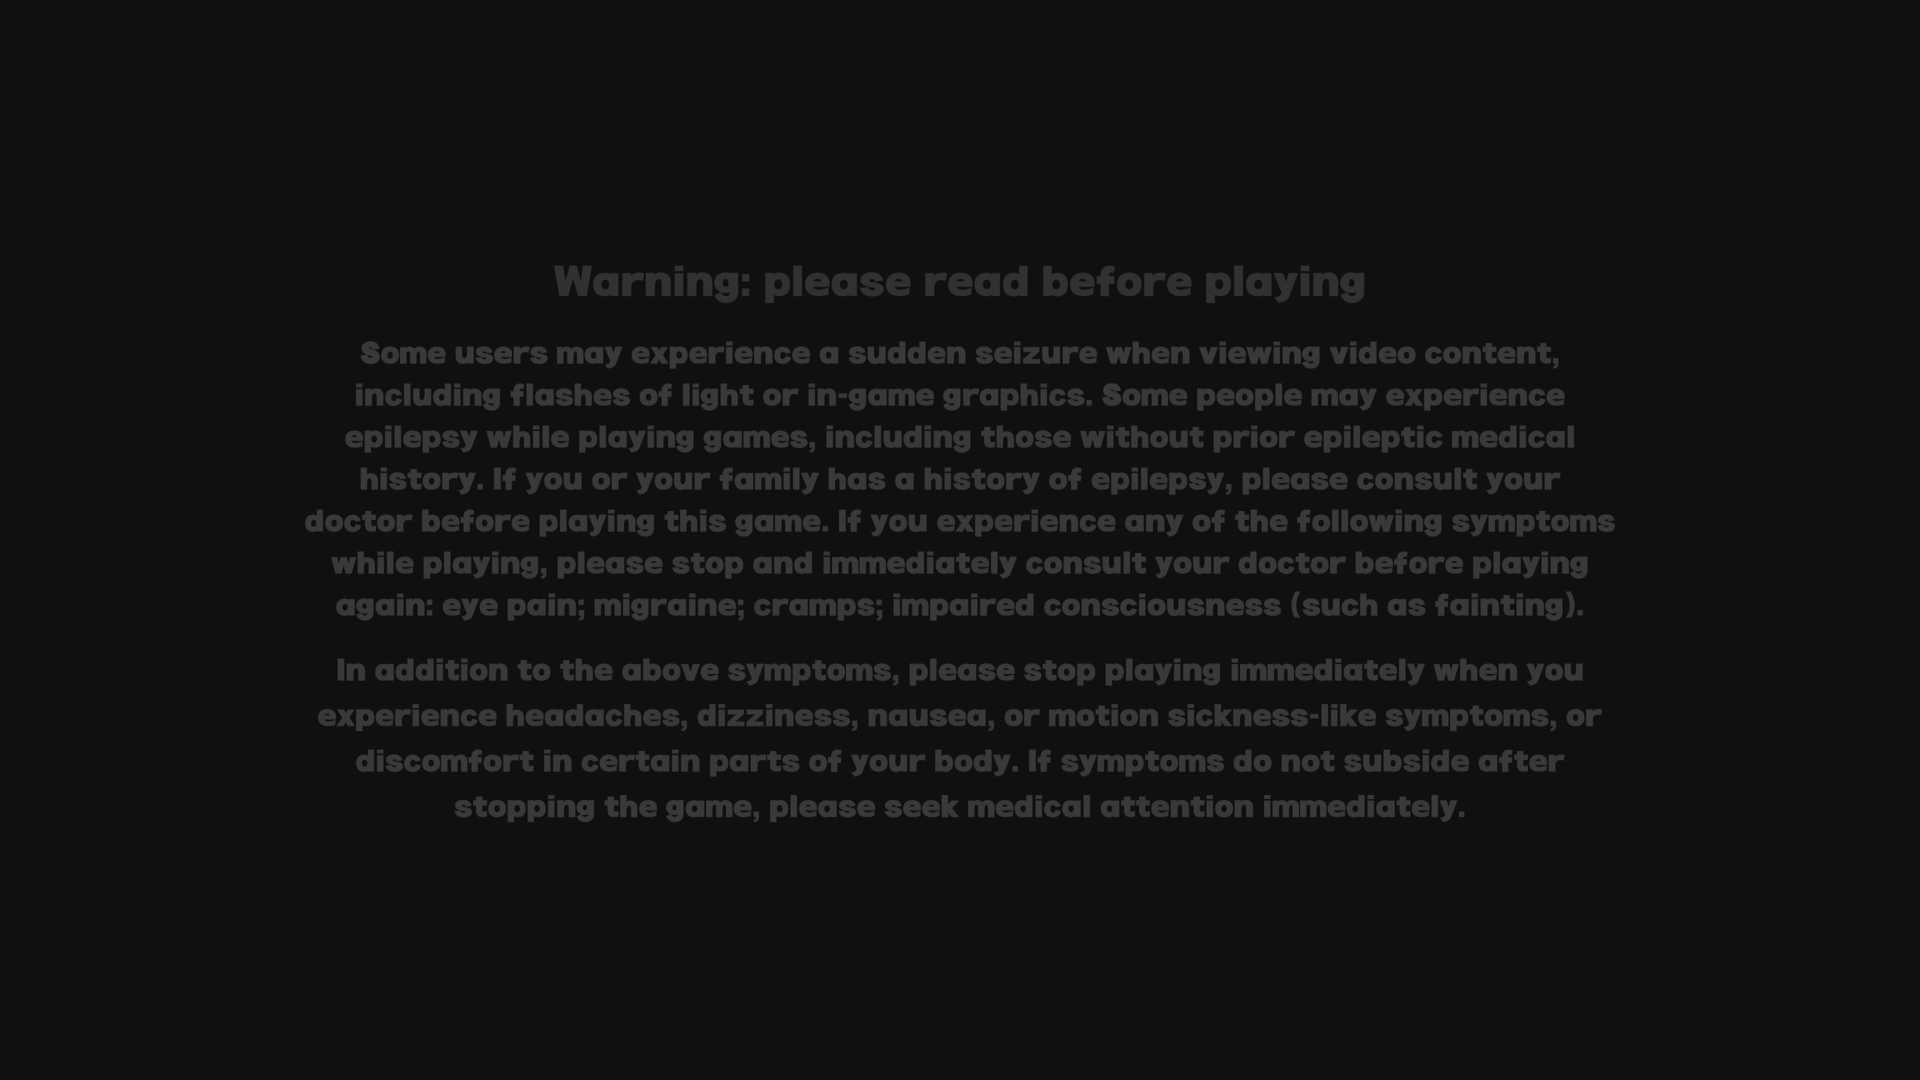 Warning: please read before playing
Some users may experience a sudden seizure when viewing video content,
including flashes of light or in-game graphics. Some people may experience
epilepsy while playing games, including those without prior epileptic medical
history. If you or your family has a history of epilepsy, please consult your
doctor before playing this game. If you experience any of the following symptoms
while playing, please stop and immediately consult your doctor before playing
again: eye pain; migraine; cramps; impaired consciousness (such as fainting).
In addition to the above symptoms, please stop playing immediately when you
experience headaches, dizziness, nausea, or motion sickness-like symptoms, or
discomfort in certain parts of your body. If symptoms do not subside after
stopping the game, please seek medical attention immediately.